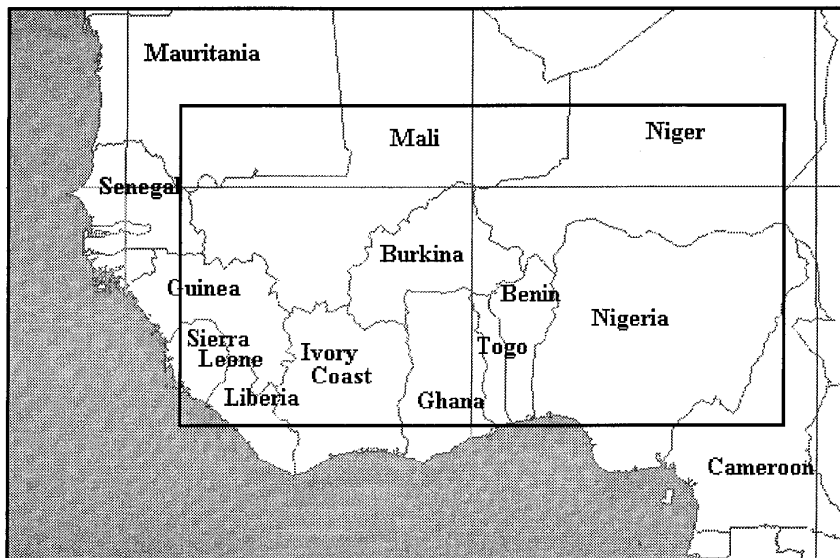 Mauritania
Mali
Niger
Senegal
Burkina
Guinea
Benin
Nigeria
Sierra
Leone
Ivory
Coast
Togo
Liberia
Ghana
Cameroon